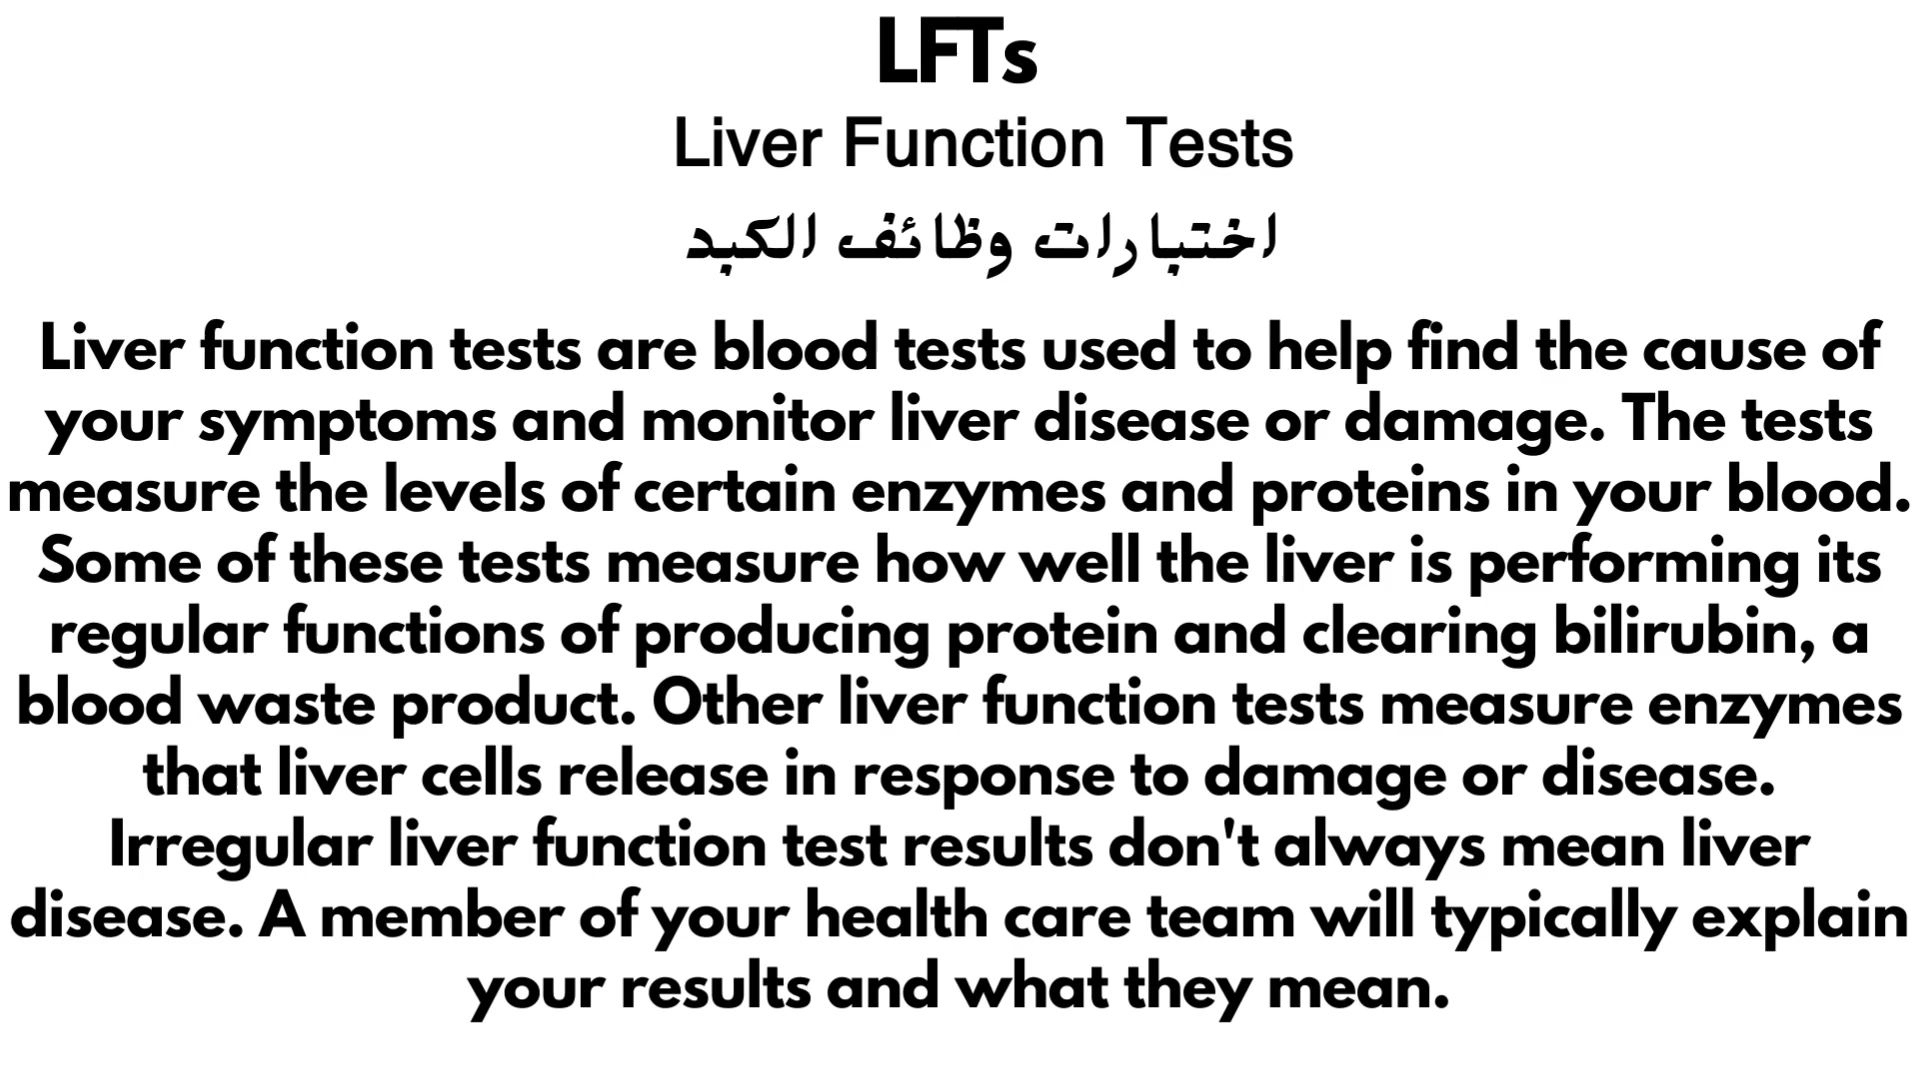 LFTs
Liver Function Tests
اختبارات وظائف الكبد
Liver function tests are blood tests used to help find the cause of
your symptoms and monitor liver disease or damage. The tests
measure the levels of certain enzymes and proteins in your blood.
Some of these tests measure how well the liver is performing its
regular functions of producing protein and clearing bilirubin, a
blood waste product. Other liver function tests measure enzymes
that liver cells release in response to damage or disease.
Irregular liver function test results don't always mean liver
disease. A member of your health care team will typically explain
your results and what they mean.